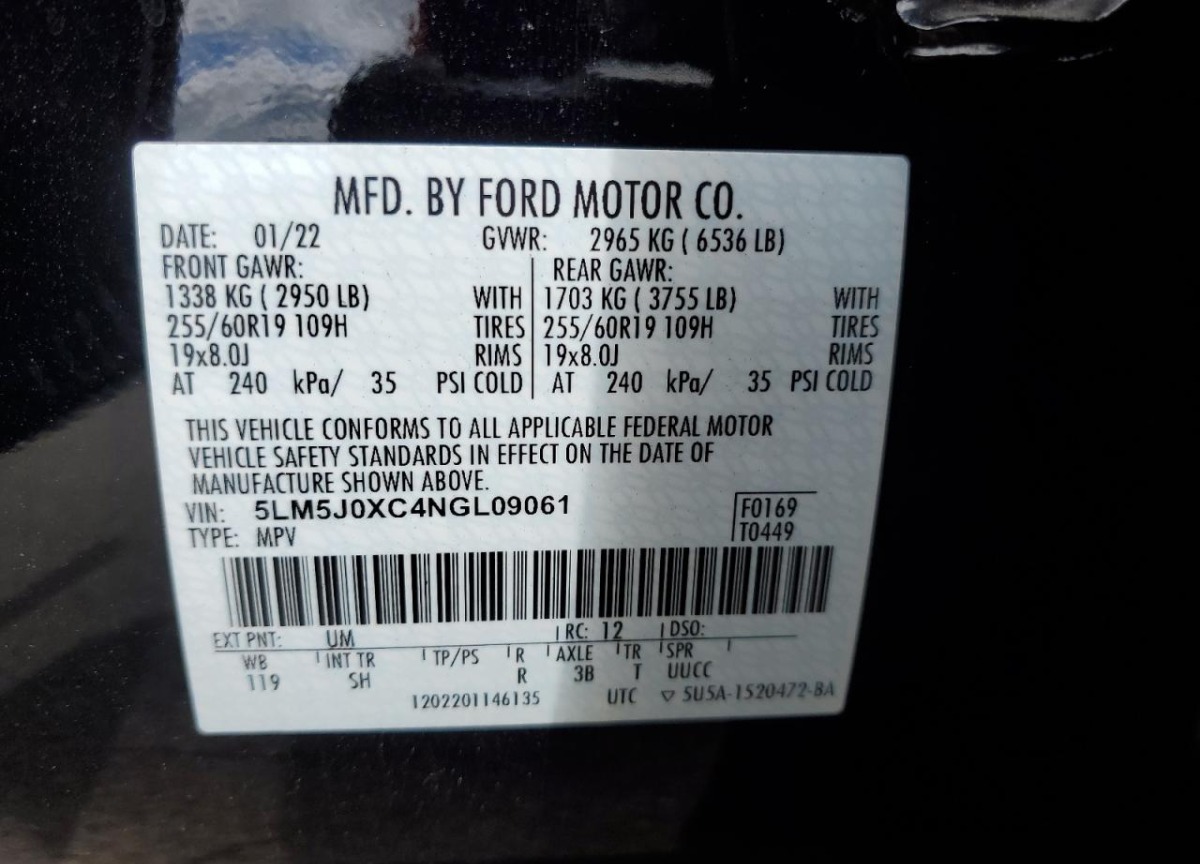 MFD. BY FORD MOTOR CO.
DATE: 01/22 GVWR: 2965 KG ( 6536 LB)
FRONT GAWR: REAR GAWR:
1338 KG ( 2950 LB) WITH 1703 KG ( 3755 LB) WITH
255/60R19 109H TIRES 255/60R19 109H TIRES
19x8.0J RIMS 19x8.0J RIMS
AT 240 kPa/ 35 PSI COLD AT 240 kPa/ 35 PSI COLD
THIS VEHICLE CONFORMS TO ALL APPLICABLE FEDERAL MOTOR
VEHICLE SAFETY STANDARDS IN EFFECT ON THE DATE OF
MANUFACTURE SHOWN ABOVE.
VIN: 5LM5J0XC4NGL09061 F0169
TYPE: MPV T0449
EXT PNT: UM RC: 12 DSO:
WB INT TR TP/PS R AXLE TR SPR
119 SH R 3B T UUCC
1202201146135 UTC ▽ 5U5A-1520472-BA